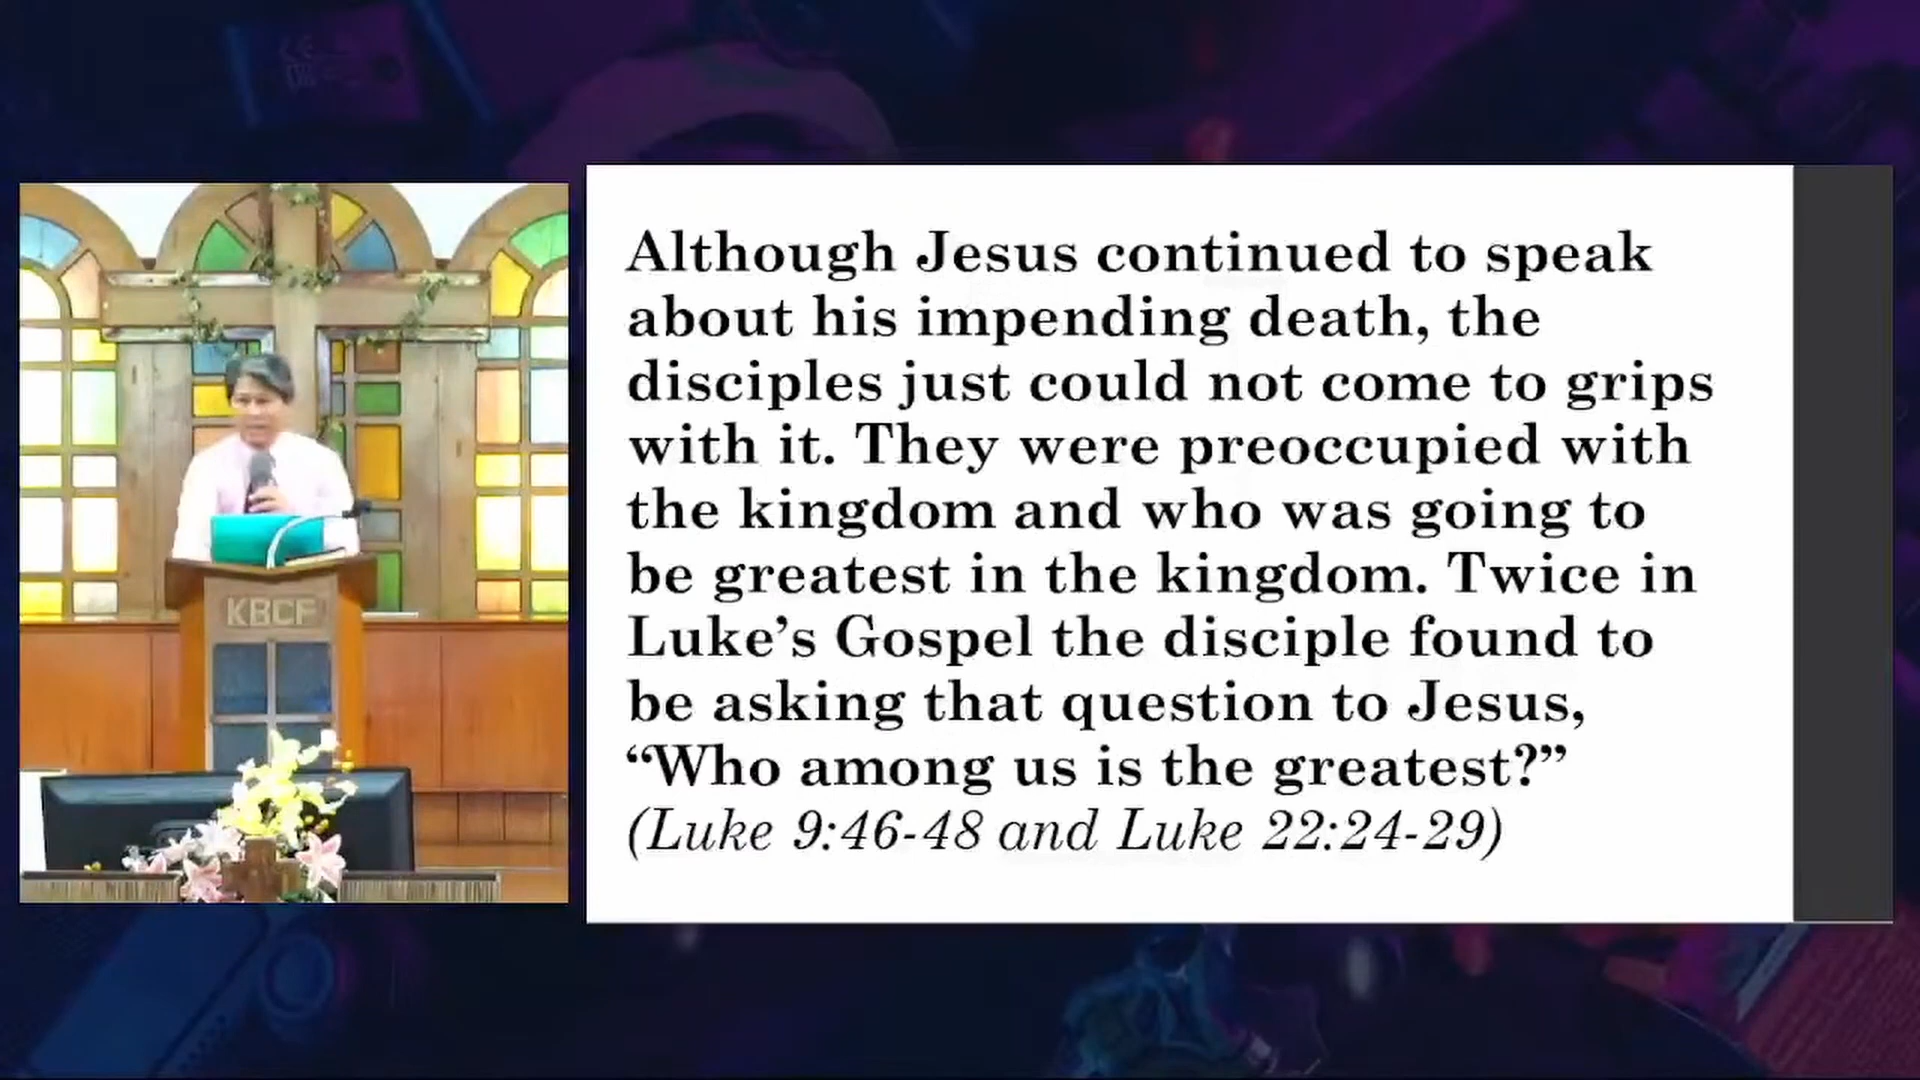 Although Jesus continued to speak
about his impending death, the
disciples just could not come to grips
with it. They were preoccupied with
the kingdom and who was going to
be greatest in the kingdom. Twice in
Luke’s Gospel the disciple found to
be asking that question to Jesus,
“Who among us is the greatest?”
(Luke 9:46-48 and Luke 22:24-29)
KBCF